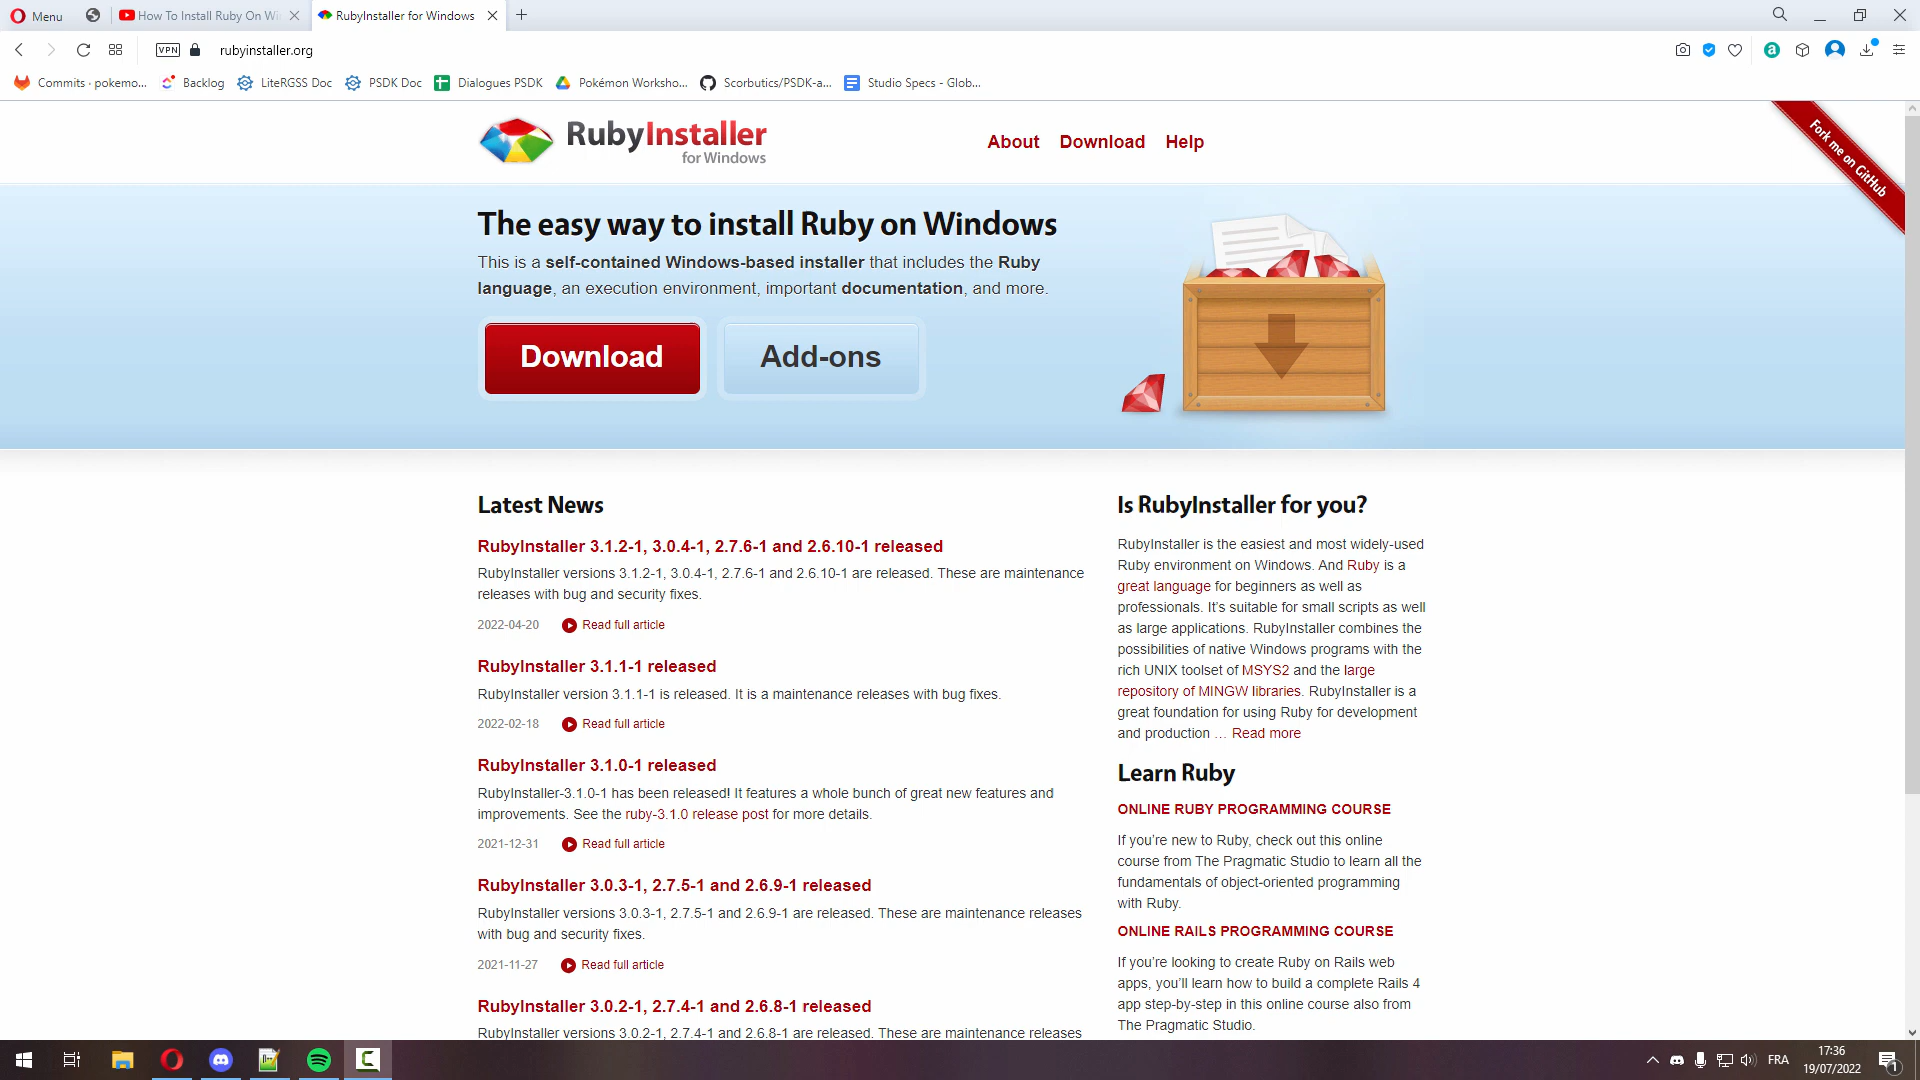 Menu
How To Install Ruby On Wi
RubyInstaller for Windows
VPN
rubyinstaller.org
Commits · pokemo...
Backlog
LiteRGSS Doc
PSDK Doc
Dialogues PSDK
Pokémon Worksho...
Scorbutics/PSDK-a...
Studio Specs - Glob...
RubyInstaller
for Windows
About
Download
Help
Fork me on GitHub
The easy way to install Ruby on Windows
This is a self-contained Windows-based installer that includes the Ruby
language, an execution environment, important documentation, and more.
Download
Add-ons
Latest News
RubyInstaller 3.1.2-1, 3.0.4-1, 2.7.6-1 and 2.6.10-1 released
RubyInstaller versions 3.1.2-1, 3.0.4-1, 2.7.6-1 and 2.6.10-1 are released. These are maintenance
releases with bug and security fixes.
2022-04-20
Read full article
RubyInstaller 3.1.1-1 released
RubyInstaller version 3.1.1-1 is released. It is a maintenance releases with bug fixes.
2022-02-18
Read full article
RubyInstaller 3.1.0-1 released
RubyInstaller-3.1.0-1 has been released! It features a whole bunch of great new features and
improvements. See the ruby-3.1.0 release post for more details.
2021-12-31
Read full article
RubyInstaller 3.0.3-1, 2.7.5-1 and 2.6.9-1 released
RubyInstaller versions 3.0.3-1, 2.7.5-1 and 2.6.9-1 are released. These are maintenance releases
with bug and security fixes.
2021-11-27
Read full article
RubyInstaller 3.0.2-1, 2.7.4-1 and 2.6.8-1 released
RubyInstaller versions 3.0.2-1, 2.7.4-1 and 2.6.8-1 are released. These are maintenance releases
Is RubyInstaller for you?
RubyInstaller is the easiest and most widely-used
Ruby environment on Windows. And Ruby is a
great language for beginners as well as
professionals. It's suitable for small scripts as well
as large applications. RubyInstaller combines the
possibilities of native Windows programs with the
rich UNIX toolset of MSYS2 and the large
repository of MINGW libraries. RubyInstaller is a
great foundation for using Ruby for development
and production … Read more
Learn Ruby
ONLINE RUBY PROGRAMMING COURSE
If you're new to Ruby, check out this online
course from The Pragmatic Studio to learn all the
fundamentals of object-oriented programming
with Ruby.
ONLINE RAILS PROGRAMMING COURSE
If you're looking to create Ruby on Rails web
apps, you'll learn how to build a complete Rails 4
app step-by-step in this online course also from
The Pragmatic Studio.
FRA
17:36
19/07/2022
1